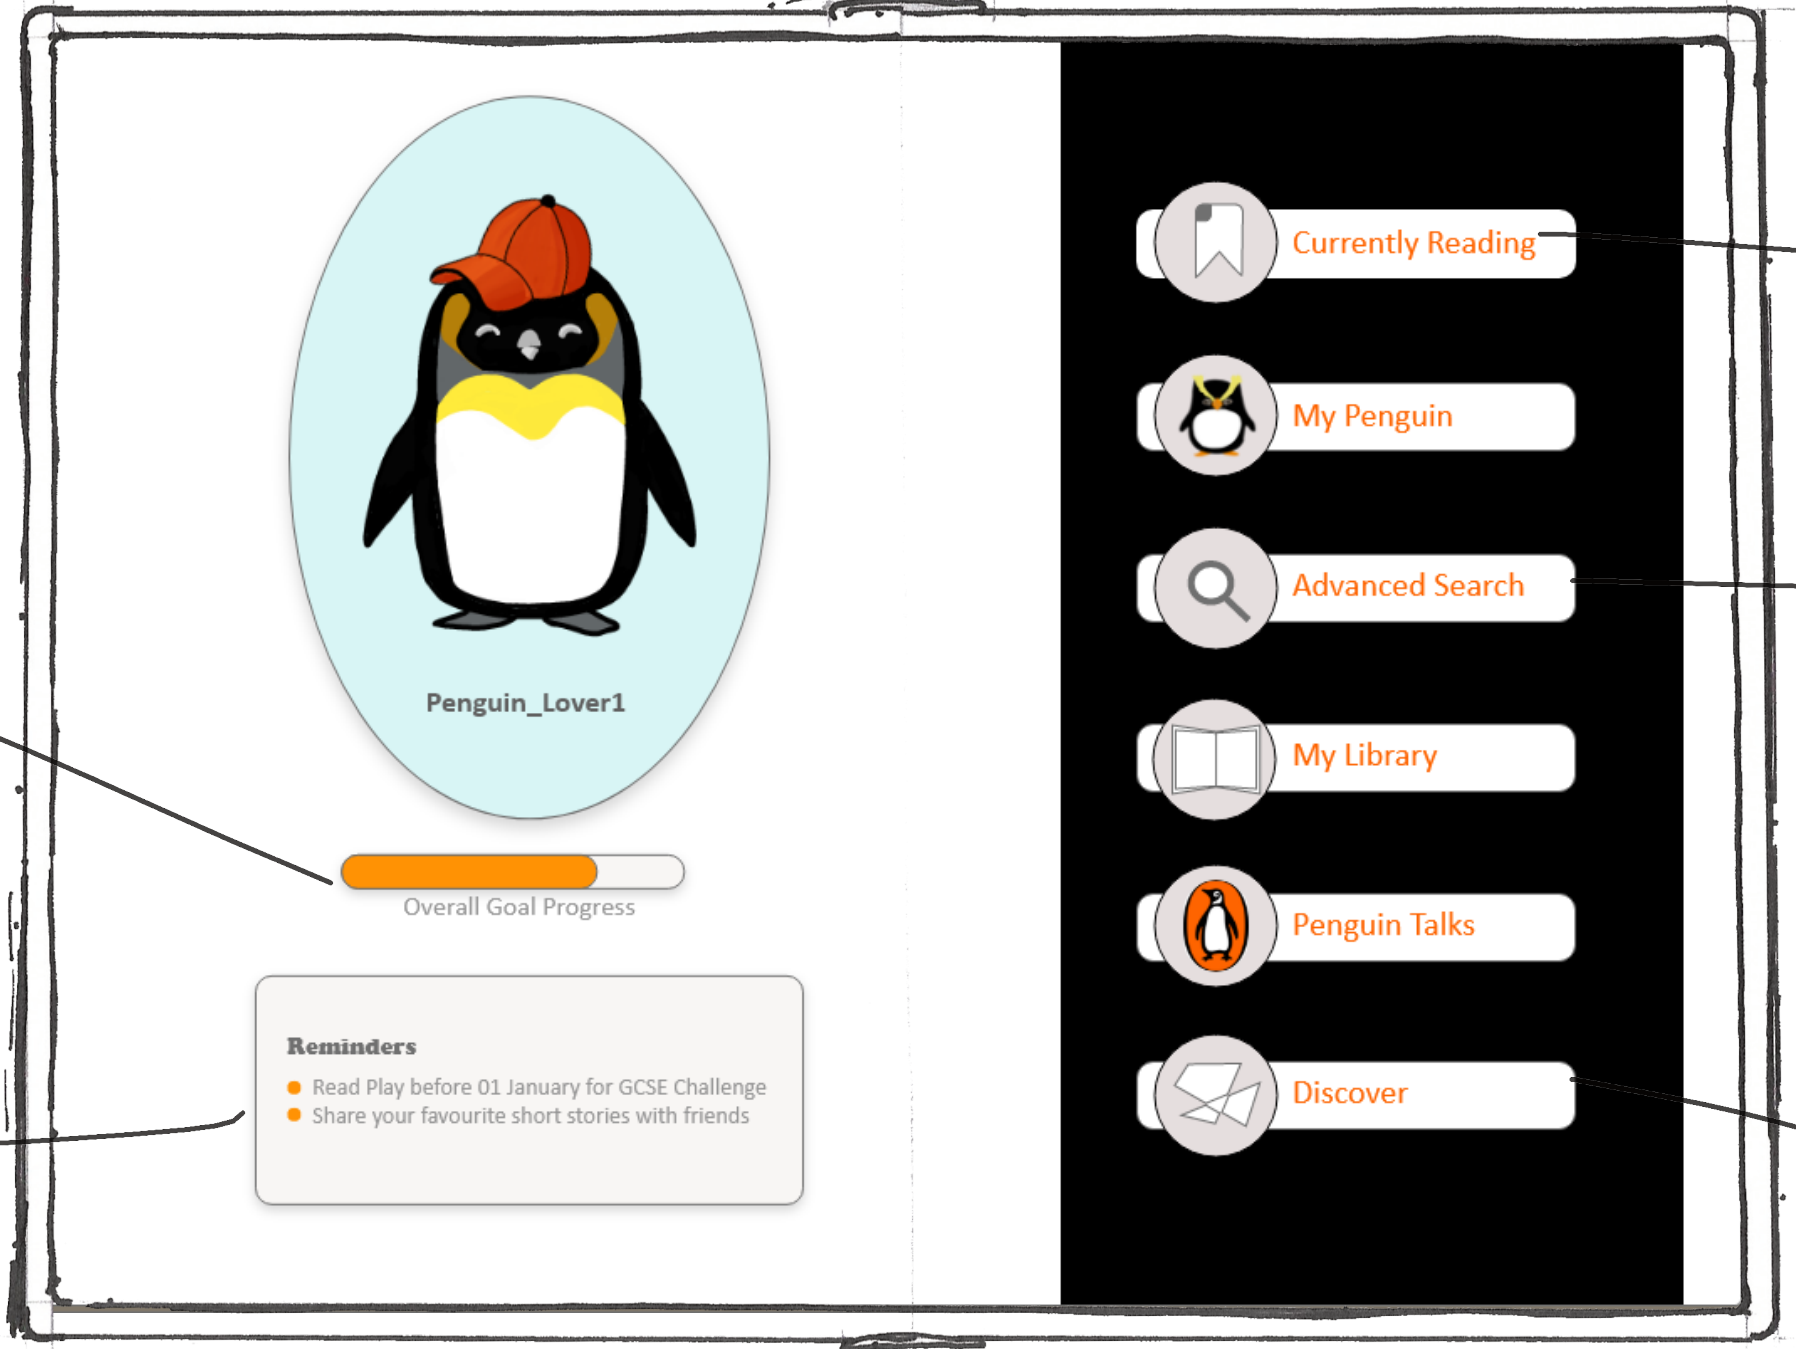 Penguin_Lover1
Overall Goal Progress
Reminders
Read Play before 01 January for GCSE Challenge
Share your favourite short stories with friends
Currently Reading
My Penguin
Advanced Search
My Library
Penguin Talks
Discover